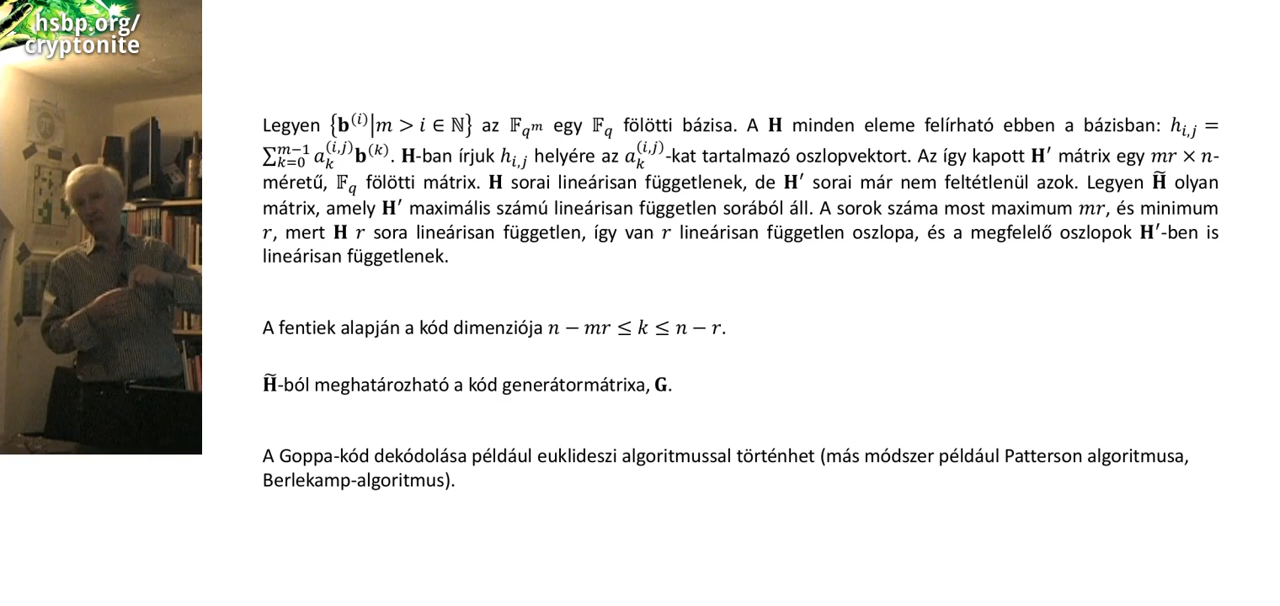 hsbp.org/
cryptonite
Legyen {𝐛^(i)|m > i ∈ ℕ} az 𝔽_{q^m} egy 𝔽_q fölötti bázisa. A 𝐇 minden eleme felírható ebben a bázisban: h_{i,j} =
∑_{k=0}^{m−1} a_k^{(i,j)} 𝐛^{(k)}. 𝐇-ban írjuk h_{i,j} helyére az a_k^{(i,j)}-kat tartalmazó oszlopvektort. Az így kapott 𝐇′ mátrix egy mr × n-
méretű, 𝔽_q fölötti mátrix. 𝐇 sorai lineárisan függetlenek, de 𝐇′ sorai már nem feltétlenül azok. Legyen 𝐇̃ olyan
mátrix, amely 𝐇′ maximális számú lineárisan független sorából áll. A sorok száma most maximum mr, és minimum
r, mert 𝐇 r sora lineárisan független, így van r lineárisan független oszlopa, és a megfelelő oszlopok 𝐇′-ben is
lineárisan függetlenek.
A fentiek alapján a kód dimenziója n − mr ≤ k ≤ n − r.
𝐇̃-ból meghatározható a kód generátormátrixa, 𝐆.
A Goppa-kód dekódolása például euklideszi algoritmussal történhet (más módszer például Patterson algoritmusa,
Berlekamp-algoritmus).